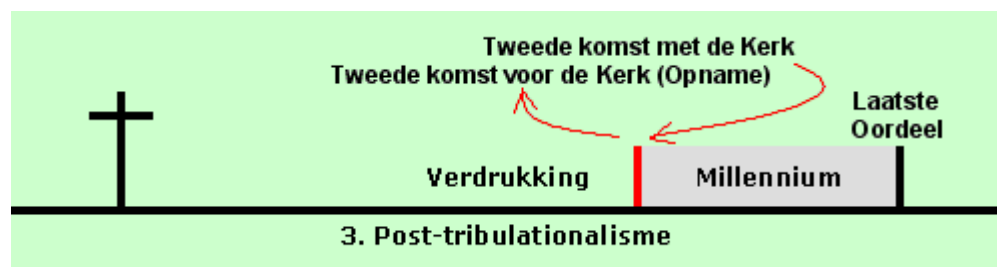 Tweede komst met de Kerk
Tweede komst voor de Kerk (Opname)
Laatste
Oordeel
Verdrukking
Millennium
3. Post-tribulationalisme